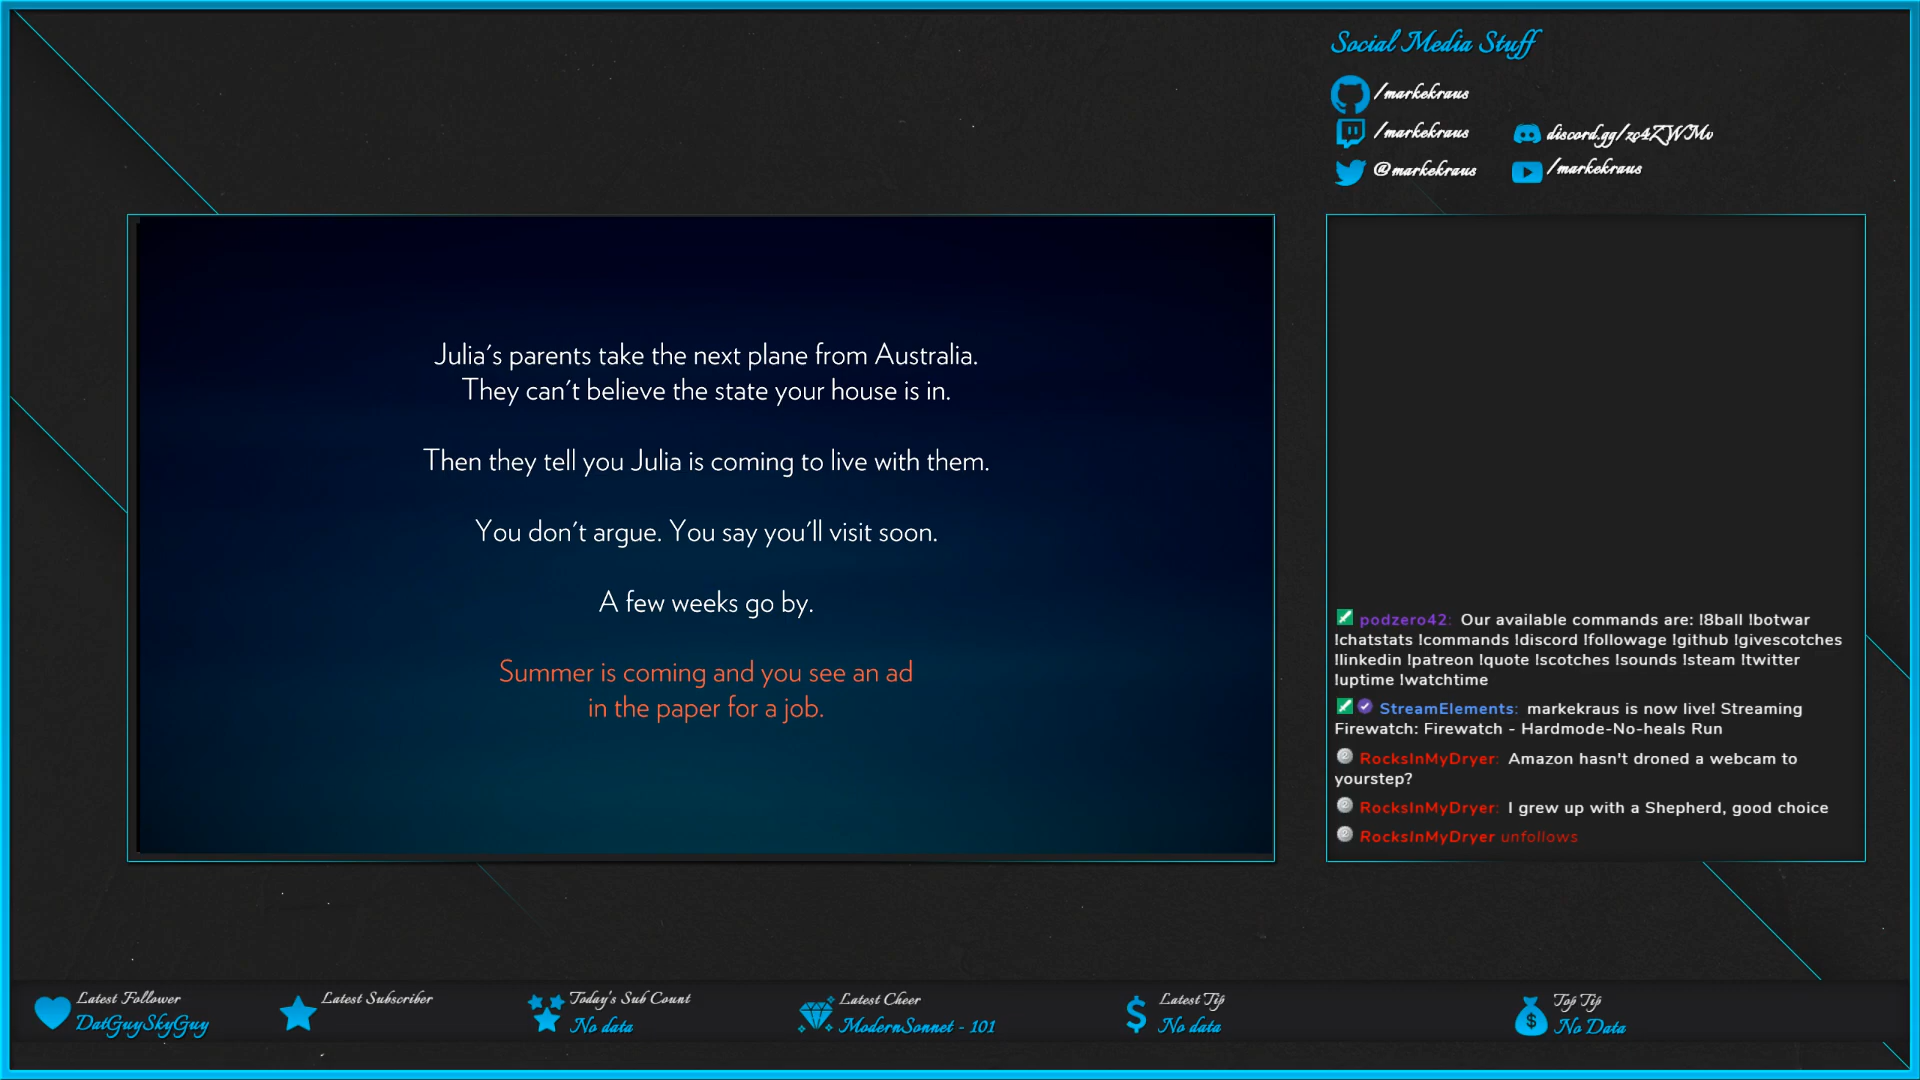 Social Media Stuff
/markekraus
/markekraus
discord.gg/zc4ZWMv
@markekraus
/markekraus
Julia's parents take the next plane from Australia.
They can't believe the state your house is in.
Then they tell you Julia is coming to live with them.
You don't argue. You say you'll visit soon.
A few weeks go by.
Summer is coming and you see an ad
in the paper for a job.
podzero42: Our available commands are: !8ball !botwar
!chatstats !commands !discord !followage !github !givescotches
!linkedin !patreon !quote !scotches !sounds !steam !twitter
!uptime !watchtime
StreamElements: markekraus is now live! Streaming
Firewatch: Firewatch - Hardmode-No-heals Run
RocksInMyDryer: Amazon hasn't droned a webcam to
yourstep?
RocksInMyDryer: I grew up with a Shepherd, good choice
RocksInMyDryer unfollows
Latest Follower
DatGuySkyGuy
Latest Subscriber
Today's Sub Count
No data
Latest Cheer
ModernSonnet - 101
Latest Tip
No data
Top Tip
No Data